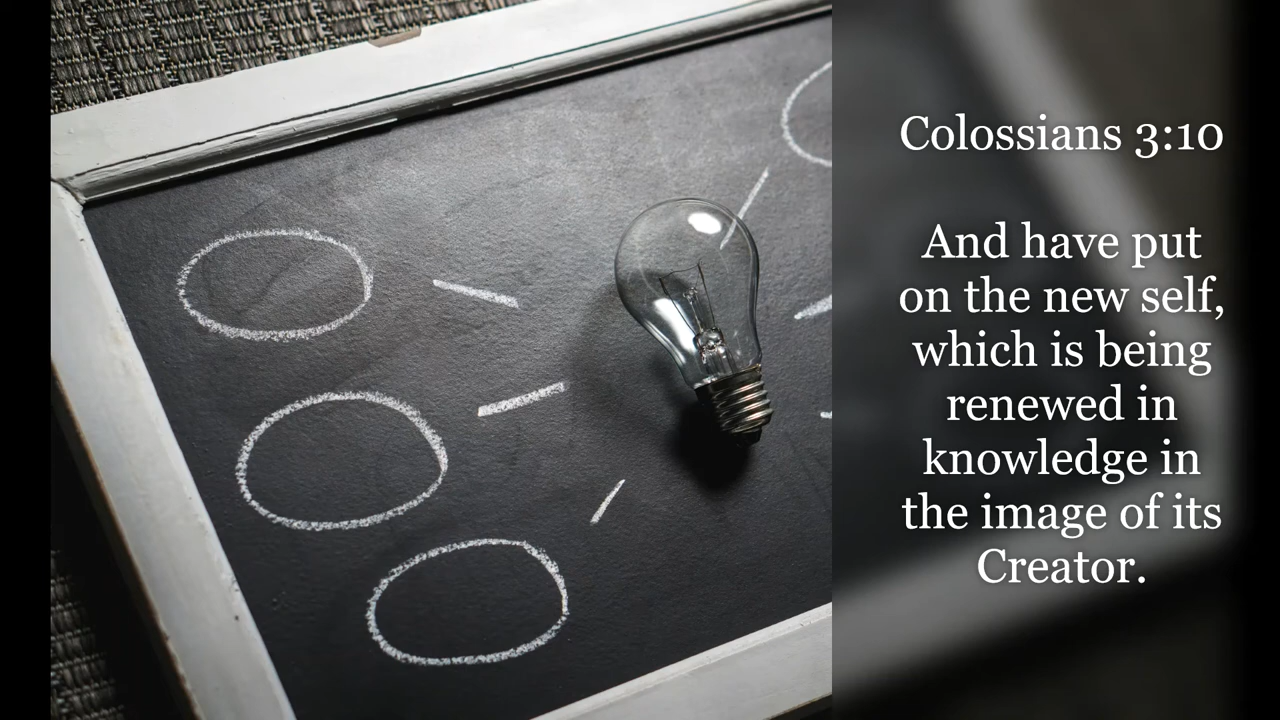 Colossians 3:10
And have put
on the new self,
which is being
renewed in
knowledge in
the image of its
Creator.